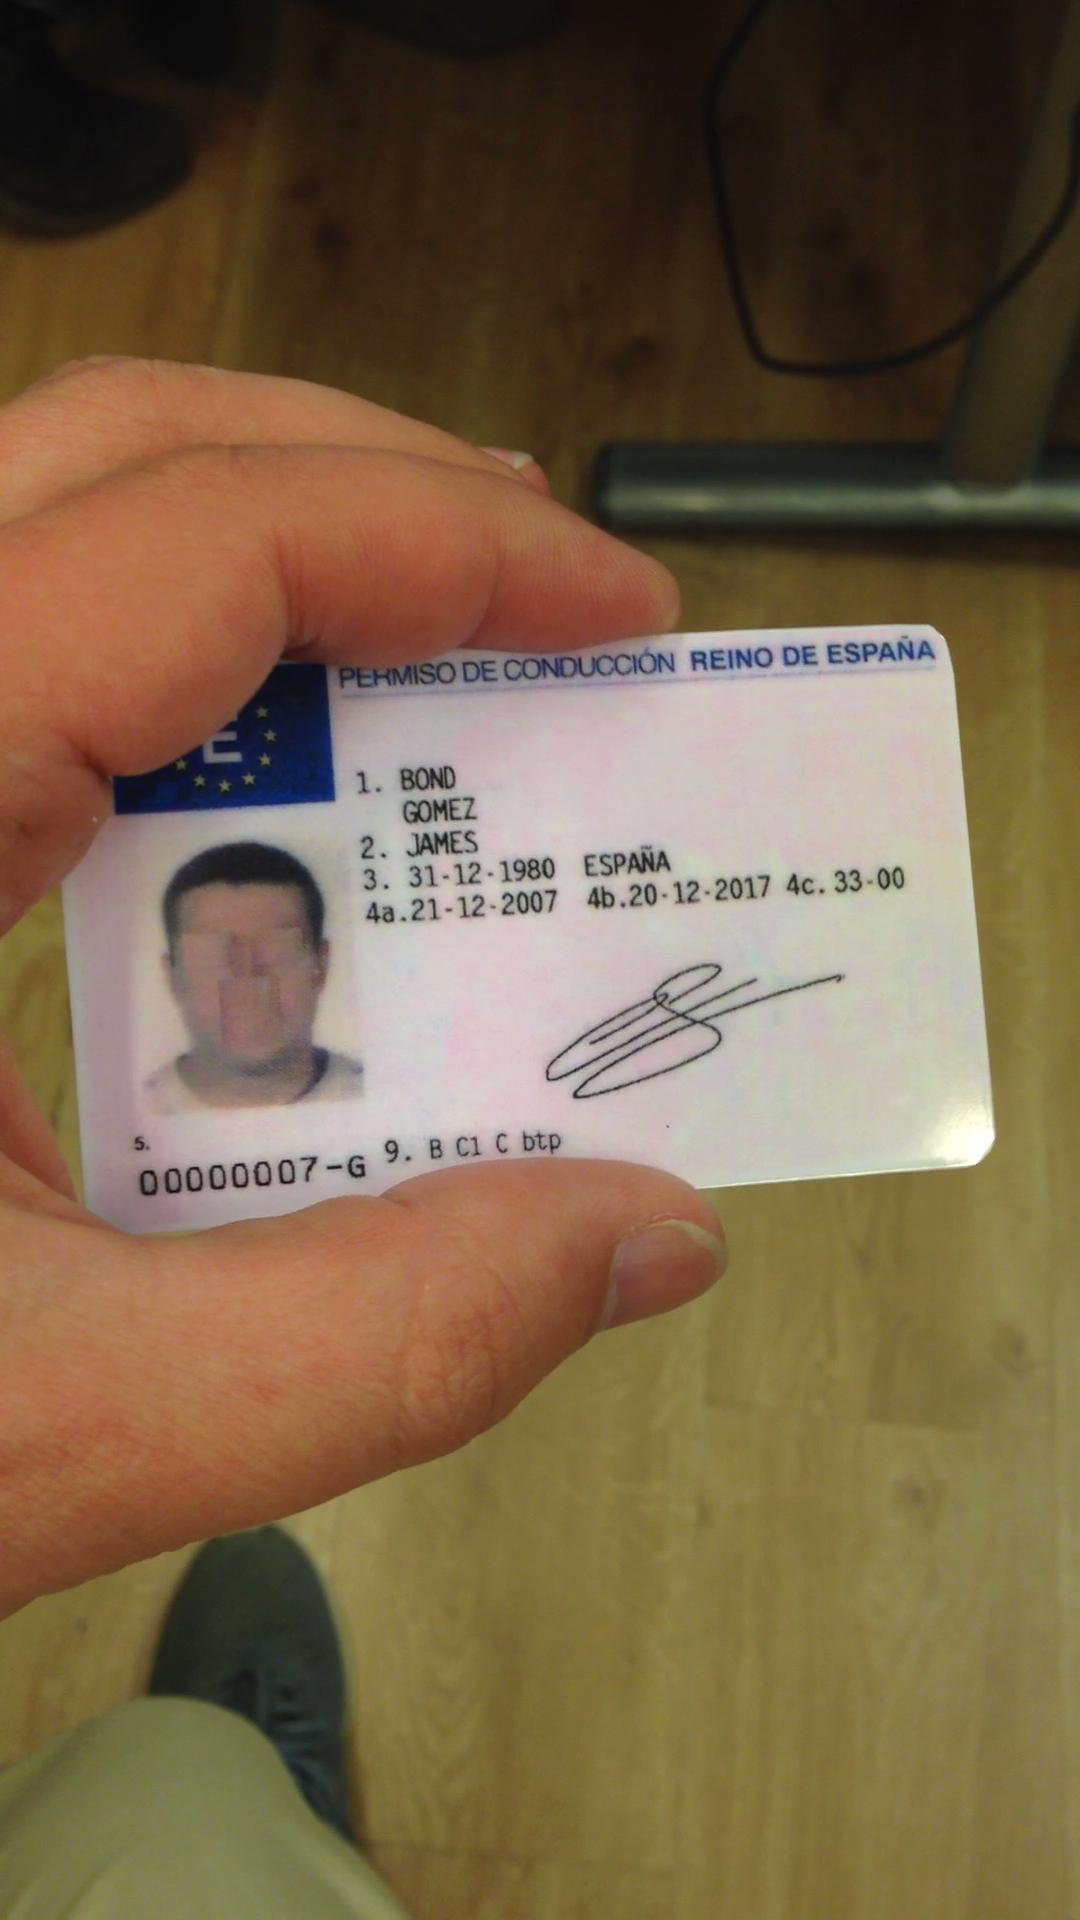 PERMISO DE CONDUCCIÓN REINO DE ESPAÑA
E
1. BOND
GOMEZ
2. JAMES
3. 31-12-1980 ESPAÑA
4a.21-12-2007 4b.20-12-2017 4c. 33-00
5.
00000007-G 9. B C1 C btp